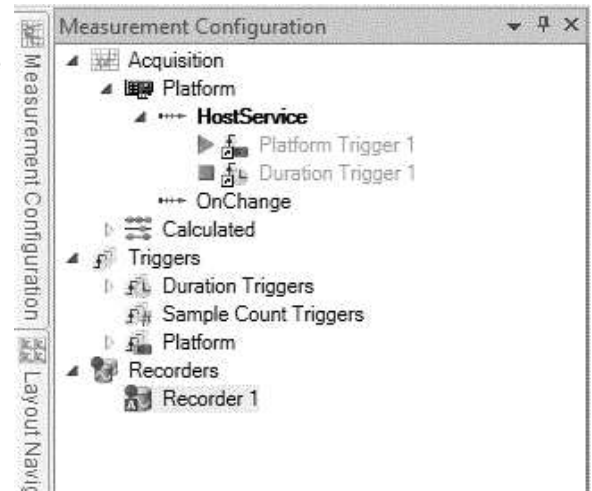 Measurement Configuration
Acquisition
Platform
HostService
Platform Trigger 1
Duration Trigger 1
OnChange
Calculated
Triggers
Duration Triggers
Sample Count Triggers
Platform
Recorders
Recorder 1
Measurement Configuration
Layout Navig